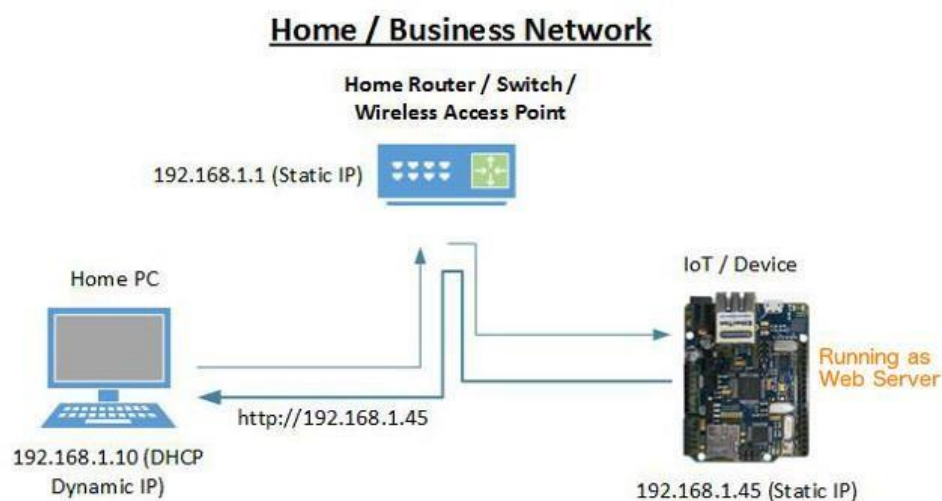 Home / Business Network
Home Router / Switch /
Wireless Access Point
192.168.1.1 (Static IP)
Home PC
IoT / Device
Running as
Web Server
http://192.168.1.45
192.168.1.10 (DHCP
Dynamic IP)
192.168.1.45 (Static IP)